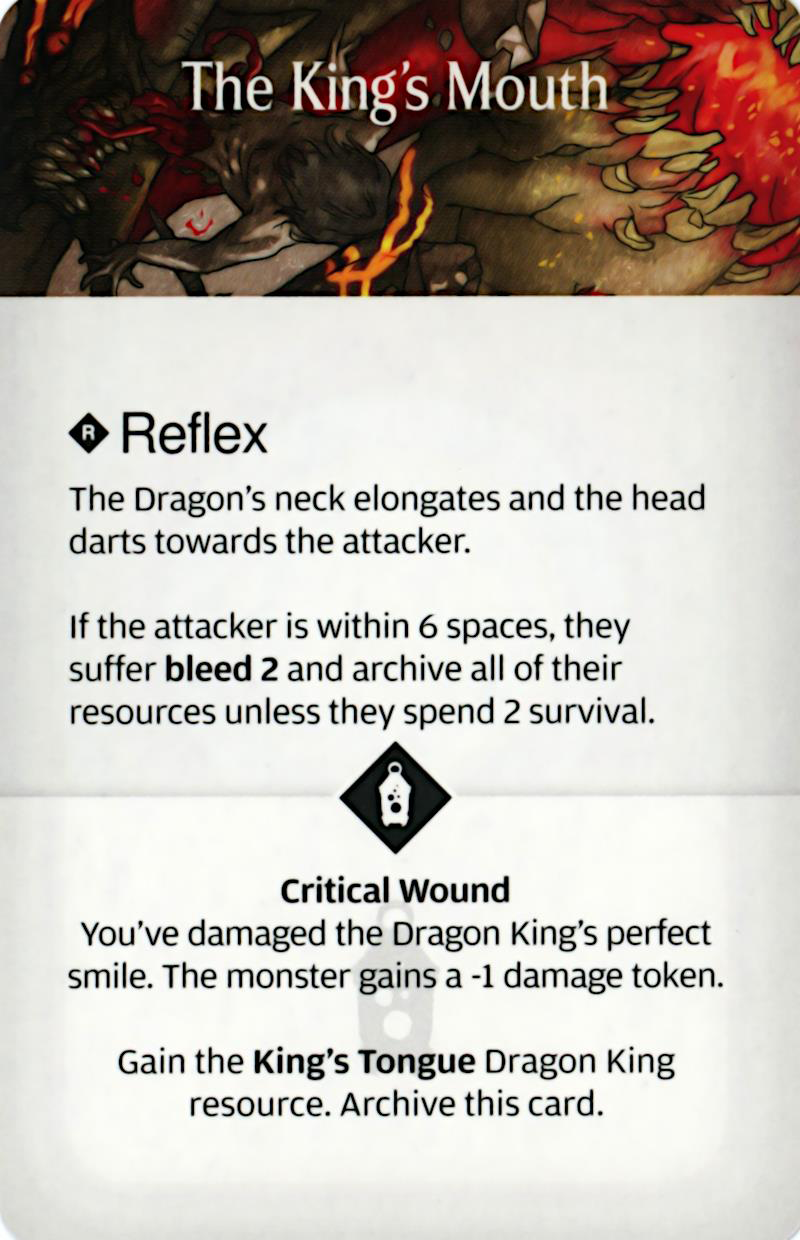 The King's Mouth
R Reflex
The Dragon's neck elongates and the head
darts towards the attacker.
If the attacker is within 6 spaces, they
suffer bleed 2 and archive all of their
resources unless they spend 2 survival.
Critical Wound
You've damaged the Dragon King's perfect
smile. The monster gains a -1 damage token.
Gain the King's Tongue Dragon King
resource. Archive this card.